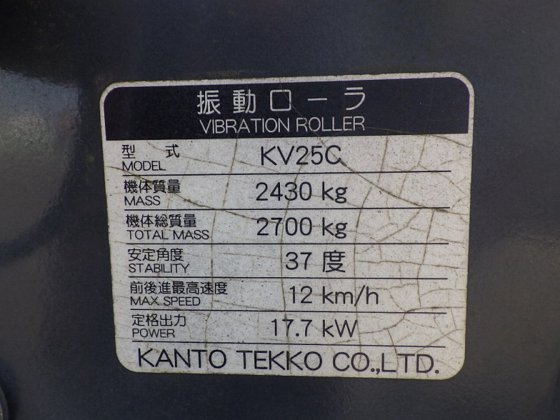 振動ローラ
VIBRATION ROLLER
型式 KV25C
MODEL
機体質量 2430 kg
MASS
機体総質量 2700 kg
TOTAL MASS
安定角度 37 度
STABILITY
前後進最高速度 12 km/h
MAX.SPEED
定格出力 17.7 kW
POWER
KANTO TEKKO CO.,LTD.